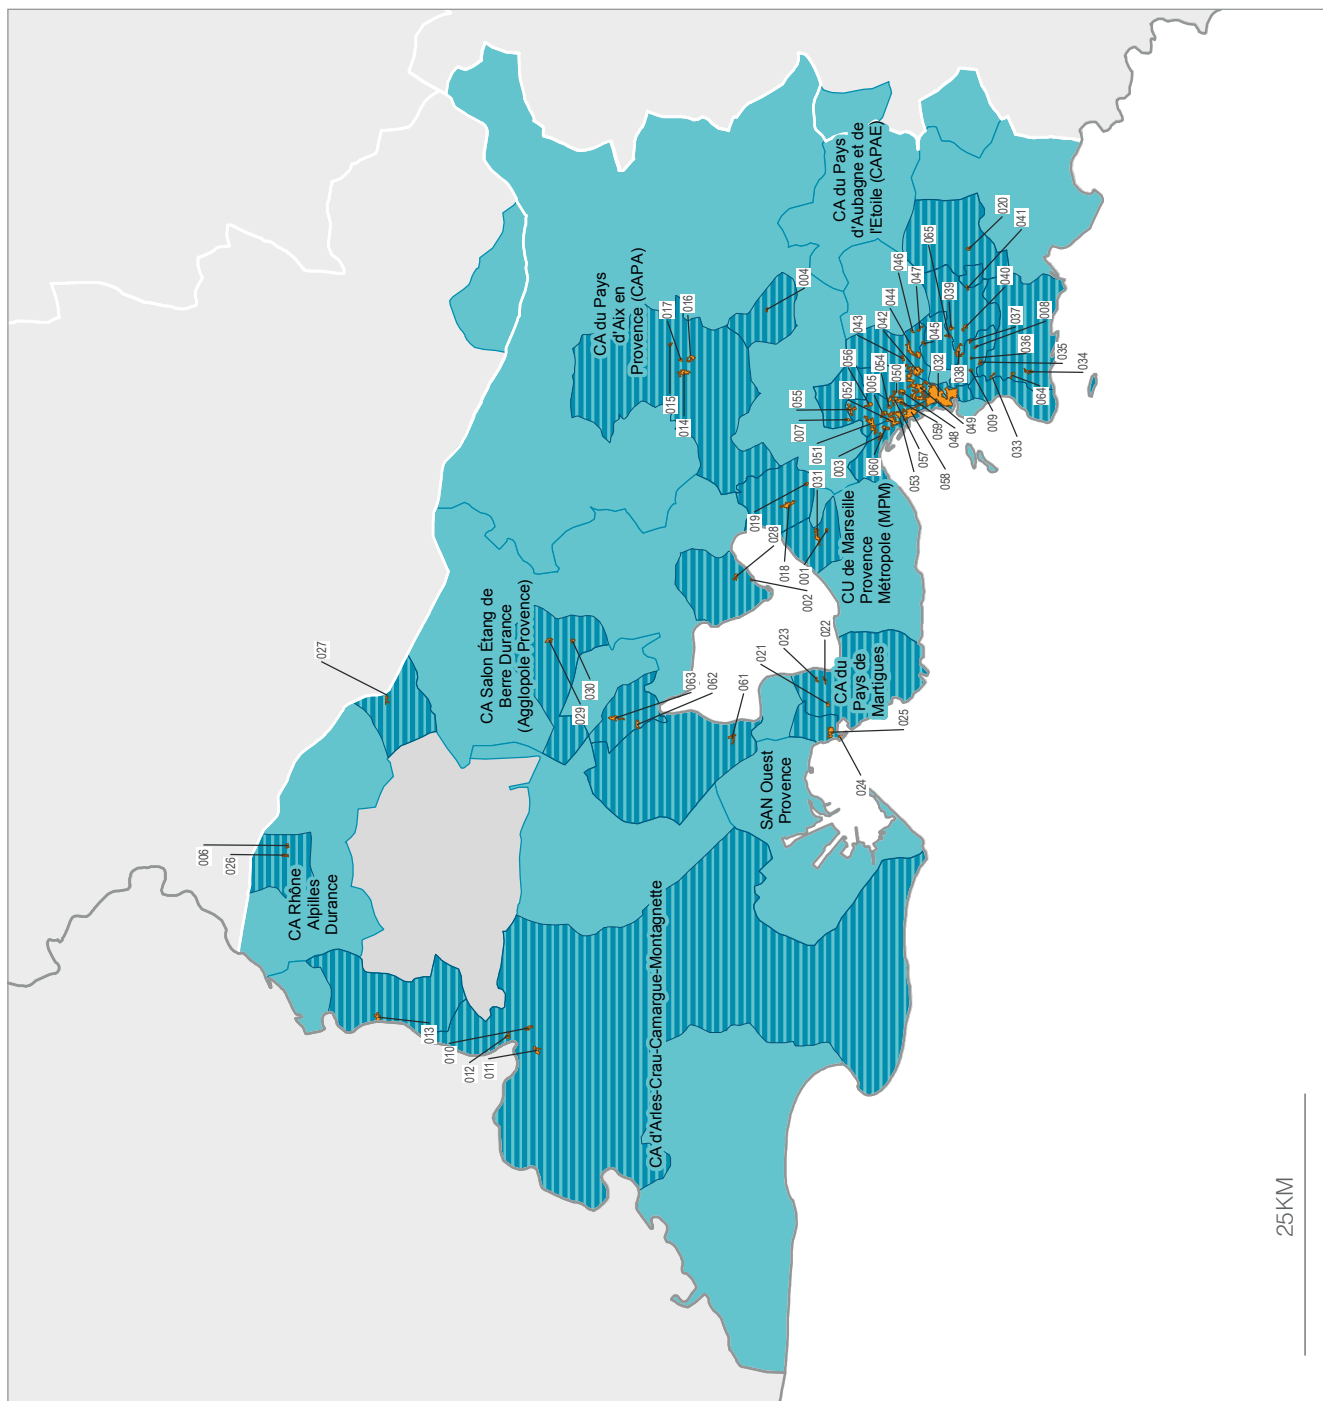 006
026
CA Rhône
Alpilles
Durance
027
013
010
012
011
CA d'Arles-Crau-Camargue-Montagnette
CA Salon Étang de
Berre Durance
(Agglopole Provence)
029
030
063
062
061
SAN Ouest
Provence
CA du
Pays de
Martigues
021
023
022
025
024
CA du Pays
d'Aix en
Provence (CAPA)
017
016
015
014
004
019
031
028
018
001
002
CU de Marseille
Provence
Métropole (MPM)
CA du Pays
d'Aubagne et de
l'Etoile (CAPAE)
020
041
065
046
047
039
040
044
042
043
045
008
037
036
035
034
032
038
064
009
033
056
054
050
052
005
055
007
051
003
060
053
057
058
059
048
049
25KM